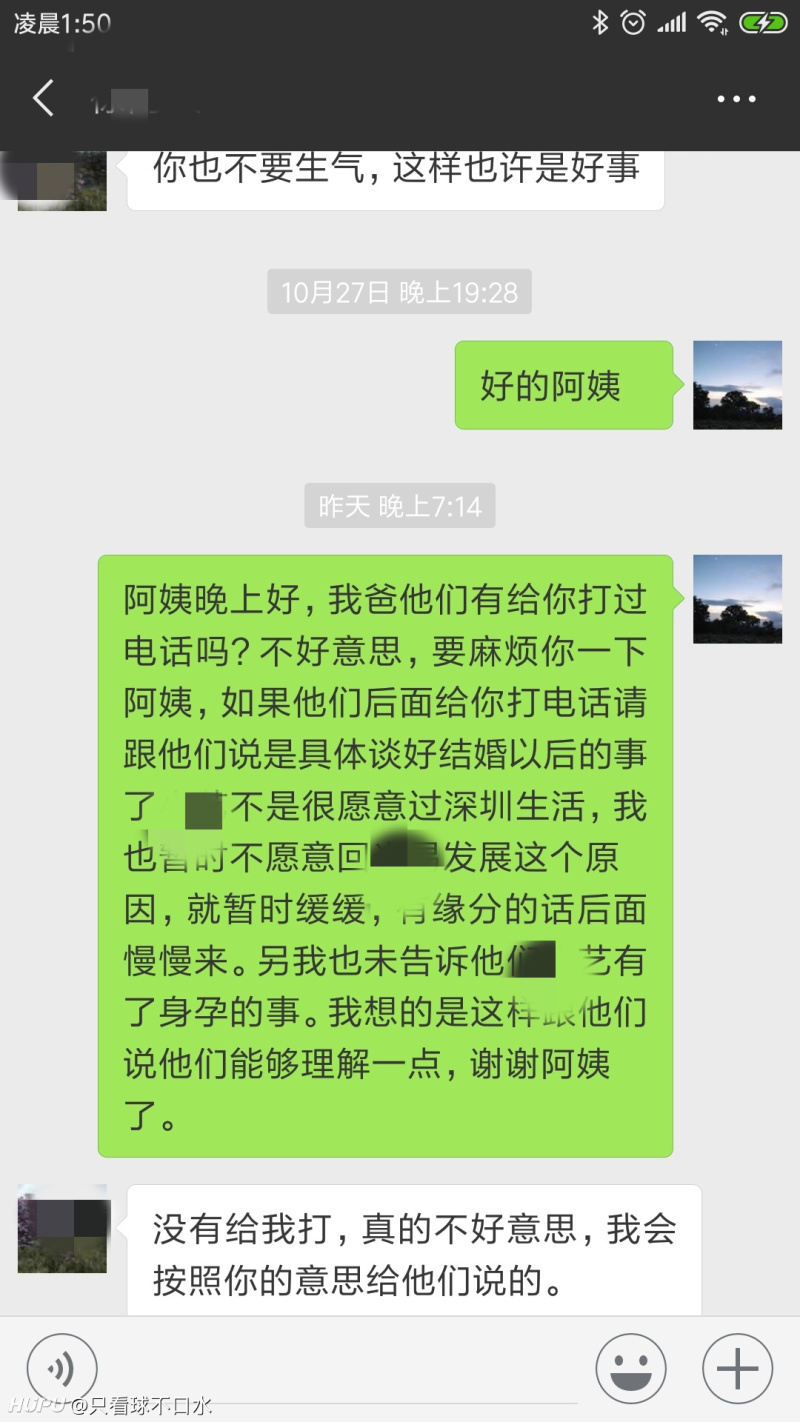 凌晨1:50
你也不要生气，这样也许是好事
10月27日 晚上19:28
好的阿姨
昨天 晚上7:14
阿姨晚上好，我爸他们有给你打过
电话吗？不好意思，要麻烦你一下
阿姨，如果他们后面给你打电话请
跟他们说是具体谈好结婚以后的事
了 不是很愿意过深圳生活，我
也暂时不愿意回 发展这个原
因，就暂时缓缓，有缘分的话后面
慢慢来。另我也未告诉他们 艺有
了身孕的事。我想的是这样跟他们
说他们能够理解一点，谢谢阿姨
了。
没有给我打，真的不好意思，我会
按照你的意思给他们说的。
HUPU @只看球不口水